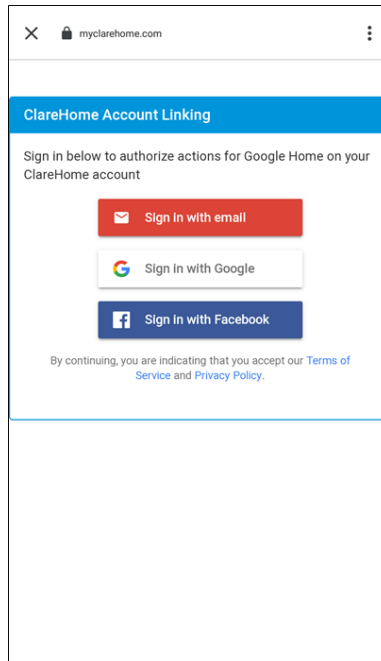 myclarehome.com
ClareHome Account Linking
Sign in below to authorize actions for Google Home on your
ClareHome account
Sign in with email
Sign in with Google
Sign in with Facebook
By continuing, you are indicating that you accept our Terms of
Service and Privacy Policy.